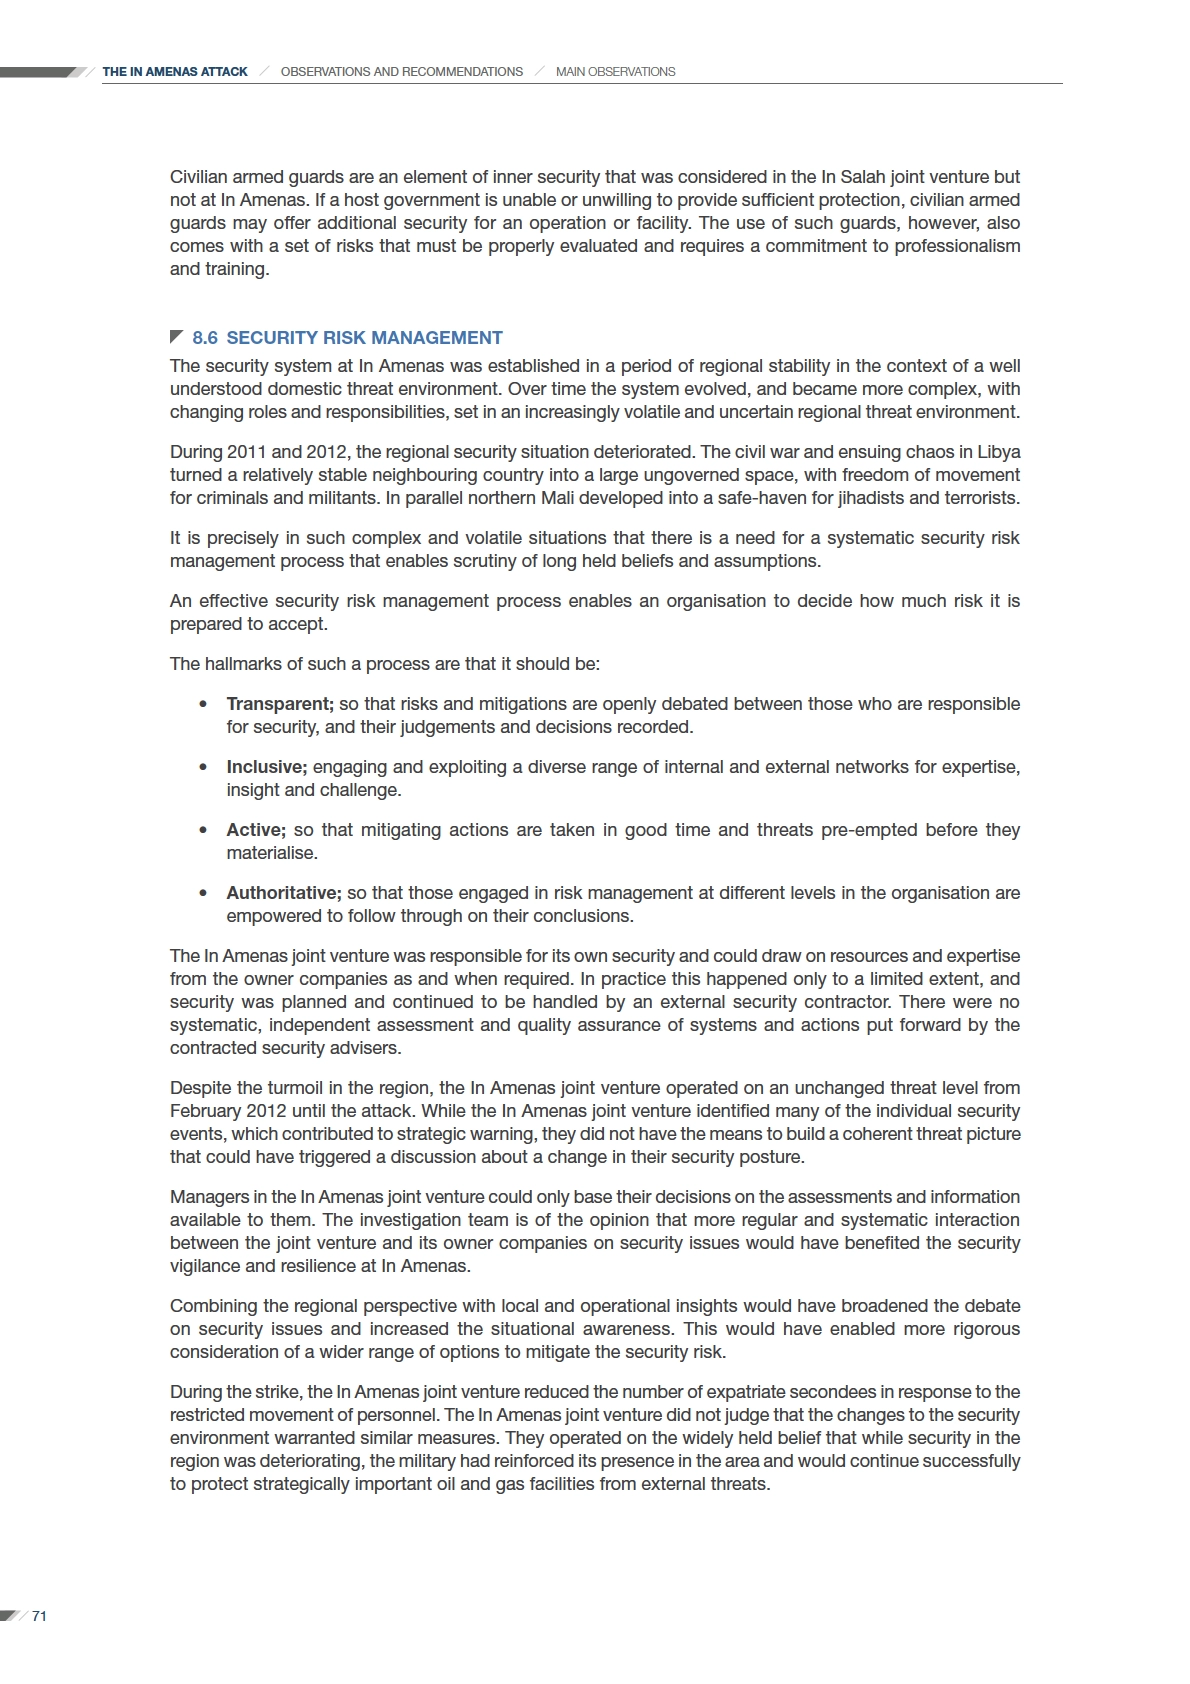 THE IN AMENAS ATTACK / OBSERVATIONS AND RECOMMENDATIONS / MAIN OBSERVATIONS
Civilian armed guards are an element of inner security that was considered in the In Salah joint venture but
not at In Amenas. If a host government is unable or unwilling to provide sufficient protection, civilian armed
guards may offer additional security for an operation or facility. The use of such guards, however, also
comes with a set of risks that must be properly evaluated and requires a commitment to professionalism
and training.
8.6 SECURITY RISK MANAGEMENT
The security system at In Amenas was established in a period of regional stability in the context of a well
understood domestic threat environment. Over time the system evolved, and became more complex, with
changing roles and responsibilities, set in an increasingly volatile and uncertain regional threat environment.
During 2011 and 2012, the regional security situation deteriorated. The civil war and ensuing chaos in Libya
turned a relatively stable neighbouring country into a large ungoverned space, with freedom of movement
for criminals and militants. In parallel northern Mali developed into a safe-haven for jihadists and terrorists.
It is precisely in such complex and volatile situations that there is a need for a systematic security risk
management process that enables scrutiny of long held beliefs and assumptions.
An effective security risk management process enables an organisation to decide how much risk it is
prepared to accept.
The hallmarks of such a process are that it should be:
• Transparent; so that risks and mitigations are openly debated between those who are responsible
for security, and their judgements and decisions recorded.
• Inclusive; engaging and exploiting a diverse range of internal and external networks for expertise,
insight and challenge.
• Active; so that mitigating actions are taken in good time and threats pre-empted before they
materialise.
• Authoritative; so that those engaged in risk management at different levels in the organisation are
empowered to follow through on their conclusions.
The In Amenas joint venture was responsible for its own security and could draw on resources and expertise
from the owner companies as and when required. In practice this happened only to a limited extent, and
security was planned and continued to be handled by an external security contractor. There were no
systematic, independent assessment and quality assurance of systems and actions put forward by the
contracted security advisers.
Despite the turmoil in the region, the In Amenas joint venture operated on an unchanged threat level from
February 2012 until the attack. While the In Amenas joint venture identified many of the individual security
events, which contributed to strategic warning, they did not have the means to build a coherent threat picture
that could have triggered a discussion about a change in their security posture.
Managers in the In Amenas joint venture could only base their decisions on the assessments and information
available to them. The investigation team is of the opinion that more regular and systematic interaction
between the joint venture and its owner companies on security issues would have benefited the security
vigilance and resilience at In Amenas.
Combining the regional perspective with local and operational insights would have broadened the debate
on security issues and increased the situational awareness. This would have enabled more rigorous
consideration of a wider range of options to mitigate the security risk.
During the strike, the In Amenas joint venture reduced the number of expatriate secondees in response to the
restricted movement of personnel. The In Amenas joint venture did not judge that the changes to the security
environment warranted similar measures. They operated on the widely held belief that while security in the
region was deteriorating, the military had reinforced its presence in the area and would continue successfully
to protect strategically important oil and gas facilities from external threats.
71